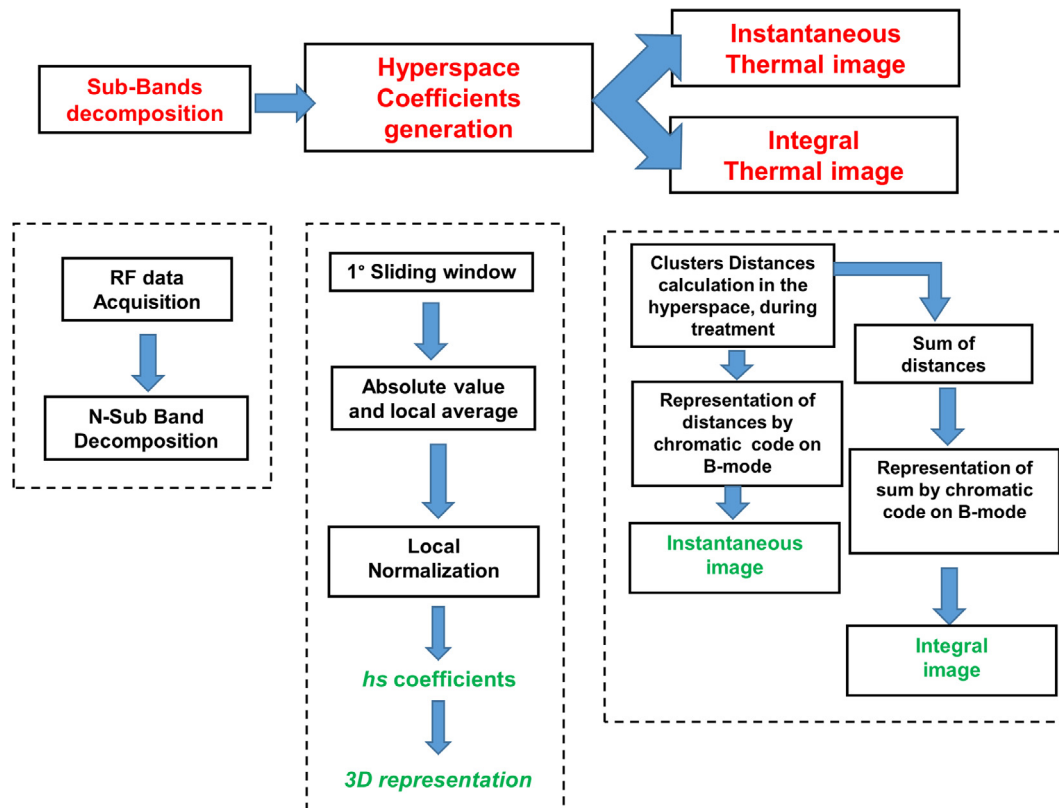 Sub-Bands
decomposition
Hyperspace
Coefficients
generation
Instantaneous
Thermal image
Integral
Thermal image
RF data
Acquisition
N-Sub Band
Decomposition
1° Sliding window
Absolute value
and local average
Local
Normalization
hs coefficients
3D representation
Clusters Distances
calculation in the
hyperspace, during
treatment
Representation of
distances by
chromatic code on
B-mode
Instantaneous
image
Sum of
distances
Representation of
sum by chromatic
code on B-mode
Integral
image